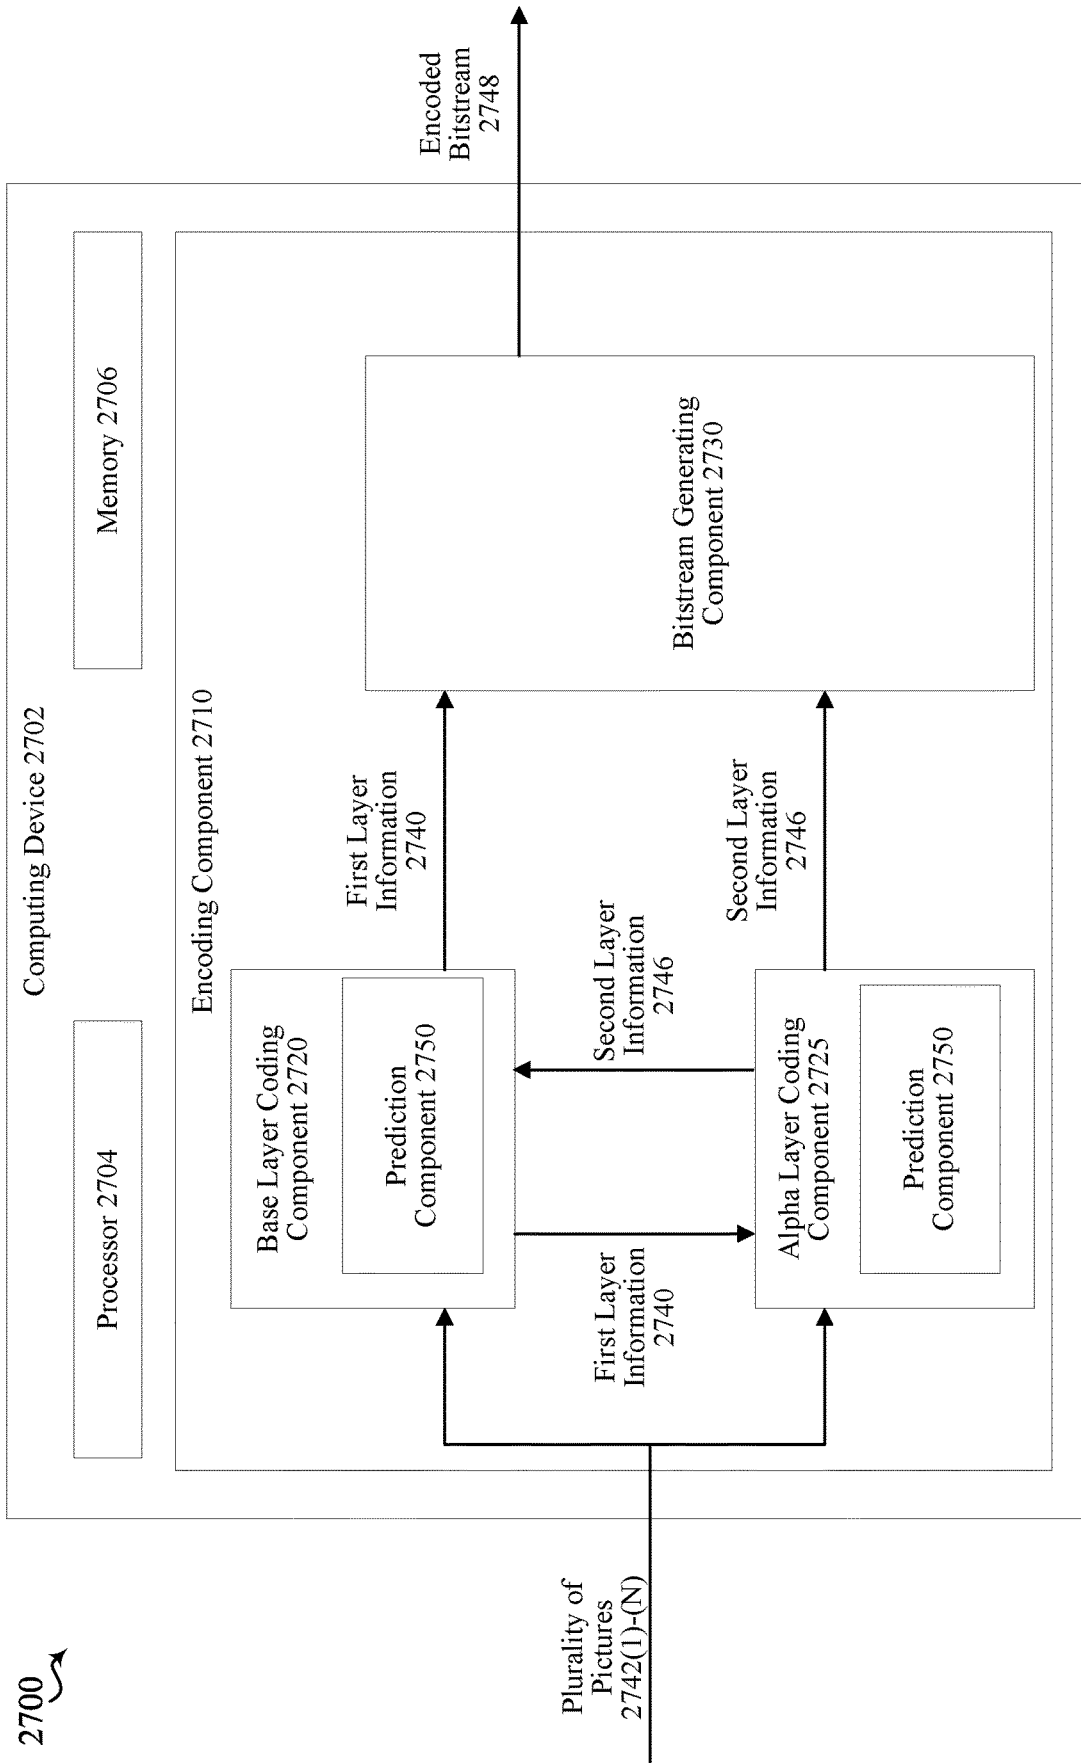 2700
Computing Device 2702
Processor 2704
Memory 2706
Encoding Component 2710
Base Layer Coding
Component 2720
Prediction
Component 2750
First Layer
Information
2740
First Layer
Information
2740
Second Layer
Information
2746
Plurality of
Pictures
2742(1)-(N)
Alpha Layer Coding
Component 2725
Prediction
Component 2750
Second Layer
Information
2746
Bitstream Generating
Component 2730
Encoded
Bitstream
2748